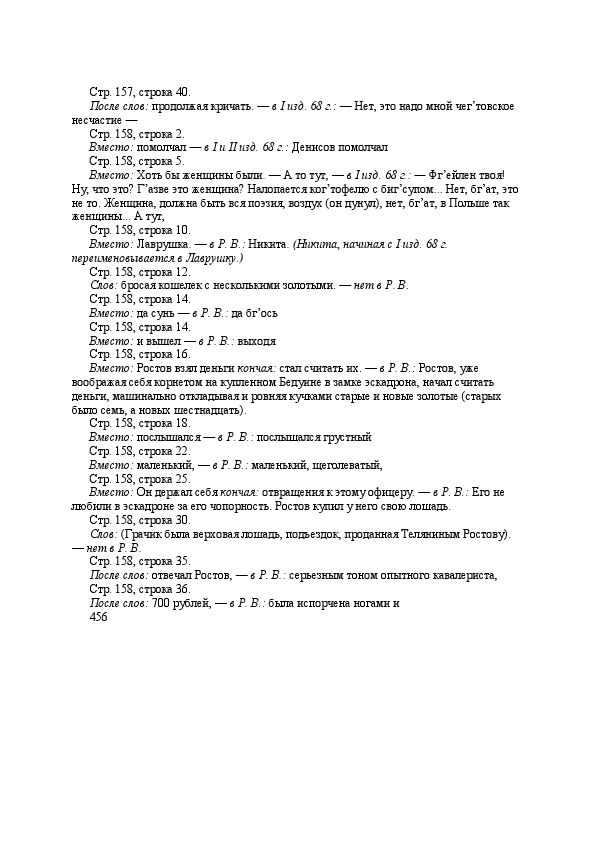 Стр. 157, строка 40.
После слов: продолжая кричать. — в I изд. 68 г.: — Нет, это надо мной чег’товское
несчастие —
Стр. 158, строка 2.
Вместо: помолчал — в I и II изд. 68 г.: Денисов помолчал
Стр. 158, строка 5.
Вместо: Хоть бы женщины были. — А то тут, — в I изд. 68 г.: — Фг’ейлен твоя!
Ну, что это? Г’азве это женщина? Налопается ког’тофелю с биг’супом... Нет, бг’ат, это
не то. Женщина, должна быть вся поэзия, воздух (он дунул), нет, бг’ат, в Польше так
женщины... А тут,
Стр. 158, строка 10.
Вместо: Лаврушка. — в Р. В.: Никита. (Никита, начиная с I изд. 68 г.
переименовывается в Лаврушку.)
Стр. 158, строка 12.
Слов: бросая кошелек с несколькими золотыми. — нет в Р. В.
Стр. 158, строка 14.
Вместо: да сунь — в Р. В.: да бг’ось
Стр. 158, строка 14.
Вместо: и вышел — в Р. В.: выходя
Стр. 158, строка 16.
Вместо: Ростов взял деньги кончая: стал считать их. — в Р. В.: Ростов, уже
воображая себя корнетом на купленном Бедуине в замке эскадрона, начал считать
деньги, машинально откладывая и ровняя кучками старые и новые золотые (старых
было семь, а новых шестнадцать).
Стр. 158, строка 18.
Вместо: послышался — в Р. В.: послышался грустный
Стр. 158, строка 22.
Вместо: маленький, — в Р. В.: маленький, щеголеватый,
Стр. 158, строка 25.
Вместо: Он держал себя кончая: отвращения к этому офицеру. — в Р. В.: Его не
любили в эскадроне за его чопорность. Ростов купил у него свою лошадь.
Стр. 158, строка 30.
Слов: (Грачик была верховая лошадь, подъездок, проданная Теляниным Ростову).
— нет в Р. В.
Стр. 158, строка 35.
После слов: отвечал Ростов, — в Р. В.: серьезным тоном опытного кавалериста,
Стр. 158, строка 36.
После слов: 700 рублей, — в Р. В.: была испорчена ногами и
456